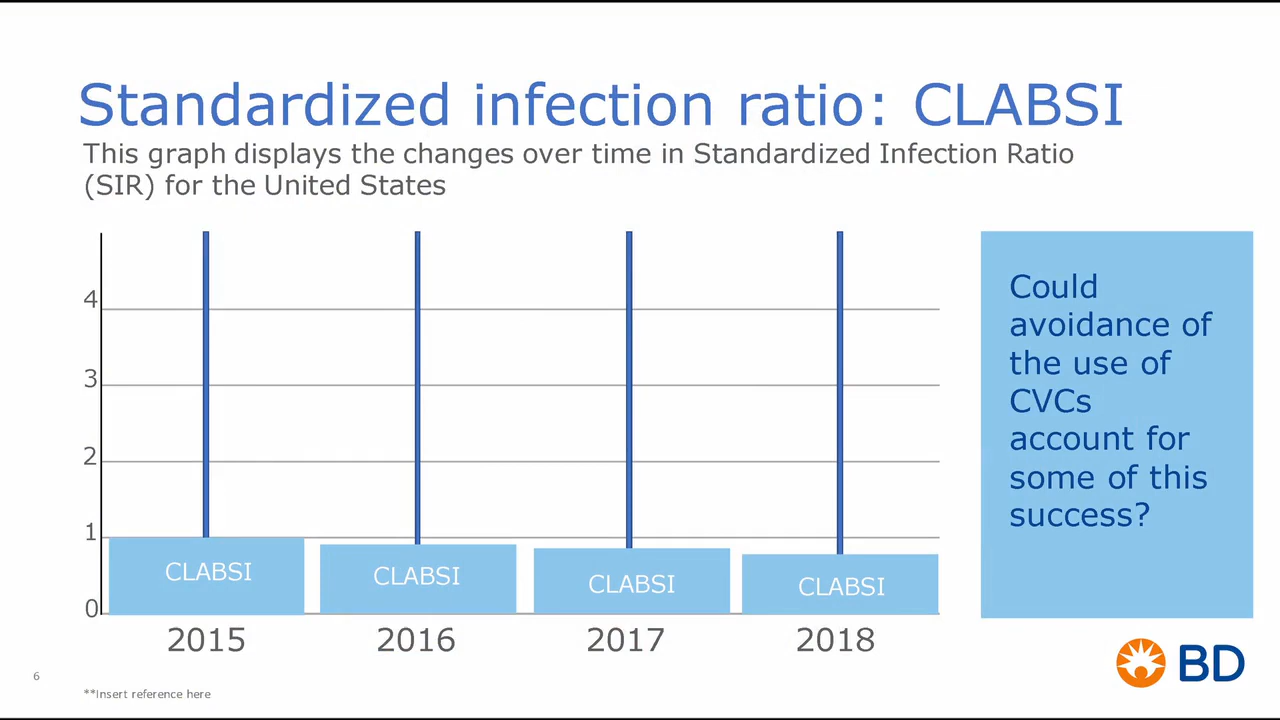 Standardized infection ratio: CLABSI
This graph displays the changes over time in Standardized Infection Ratio
(SIR) for the United States
4
3
2
1
0
CLABSI
CLABSI
CLABSI
CLABSI
2015
2016
2017
2018
Could
avoidance of
the use of
CVCs
account for
some of this
success?
BD
6
**Insert reference here